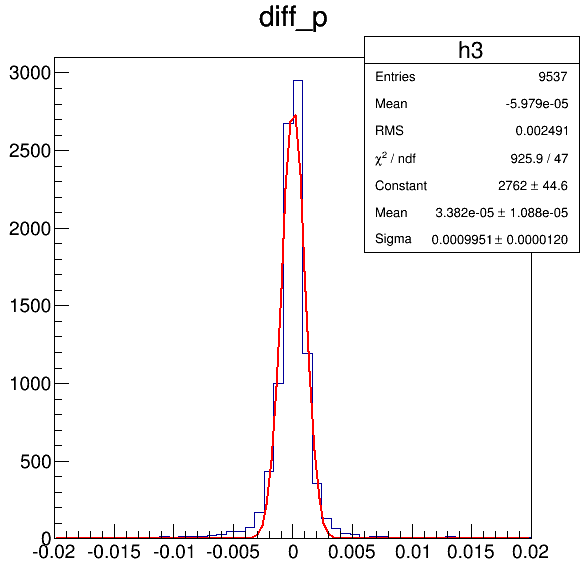 diff_p
h3
Entries 9537
Mean -5.979e-05
RMS 0.002491
χ² / ndf 925.9 / 47
Constant 2762 ± 44.6
Mean 3.382e-05 ± 1.088e-05
Sigma 0.0009951 ± 0.0000120
3000
2500
2000
1500
1000
500
0
-0.02 -0.015 -0.01 -0.005 0 0.005 0.01 0.015 0.02